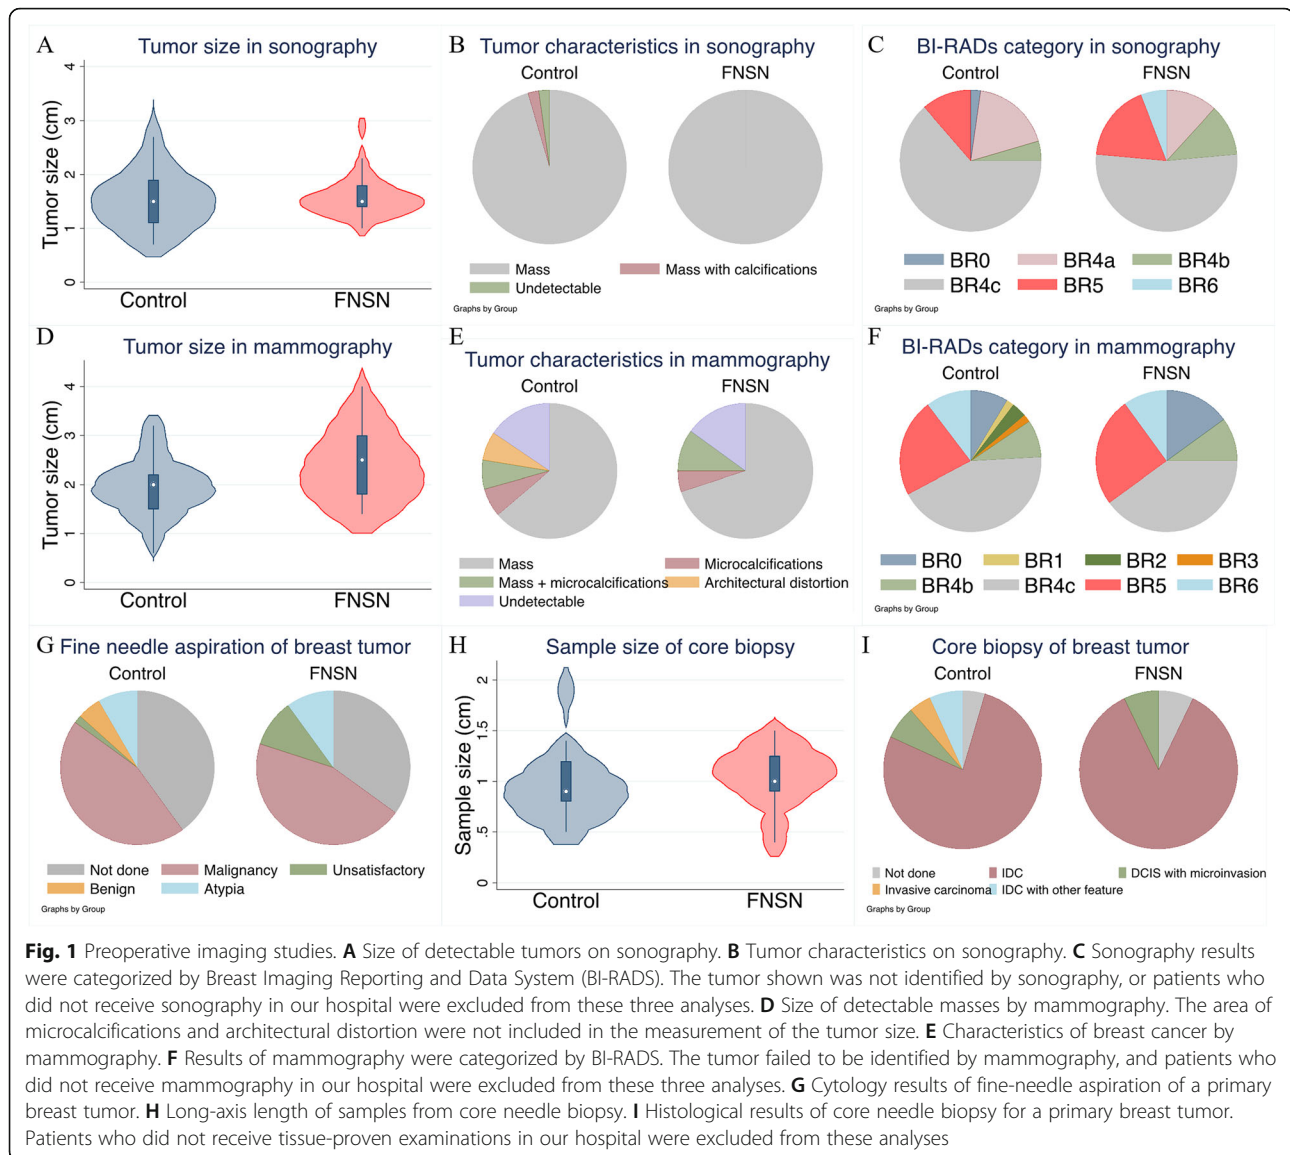 A Tumor size in sonography
Tumor size (cm)
4
3
2
1
0
Control FNSN
B Tumor characteristics in sonography
Control FNSN
Mass Mass with calcifications
Undetectable
Graphs by Group
C BI-RADs category in sonography
Control FNSN
BR0 BR4a BR4b
BR4c BR5 BR6
Graphs by Group
D Tumor size in mammography
Tumor size (cm)
4
3
2
1
0
Control FNSN
E Tumor characteristics in mammography
Control FNSN
Mass Microcalcifications
Mass + microcalcifications Architectural distortion
Undetectable
Graphs by Group
F BI-RADs category in mammography
Control FNSN
BR0 BR1 BR2 BR3
BR4b BR4c BR5 BR6
Graphs by Group
G Fine needle aspiration of breast tumor
Control FNSN
Not done Malignancy Unsatisfactory
Benign Atypia
Graphs by Group
H Sample size of core biopsy
Sample size (cm)
2
1.5
1
.5
0
Control FNSN
I Core biopsy of breast tumor
Control FNSN
Not done IDC DCIS with microinvasion
Invasive carcinoma IDC with other feature
Graphs by Group
Fig. 1 Preoperative imaging studies. A Size of detectable tumors on sonography. B Tumor characteristics on sonography. C Sonography results
were categorized by Breast Imaging Reporting and Data System (BI-RADS). The tumor shown was not identified by sonography, or patients who
did not receive sonography in our hospital were excluded from these three analyses. D Size of detectable masses by mammography. The area of
microcalcifications and architectural distortion were not included in the measurement of the tumor size. E Characteristics of breast cancer by
mammography. F Results of mammography were categorized by BI-RADS. The tumor failed to be identified by mammography, and patients who
did not receive mammography in our hospital were excluded from these three analyses. G Cytology results of fine-needle aspiration of a primary
breast tumor. H Long-axis length of samples from core needle biopsy. I Histological results of core needle biopsy for a primary breast tumor.
Patients who did not receive tissue-proven examinations in our hospital were excluded from these analyses